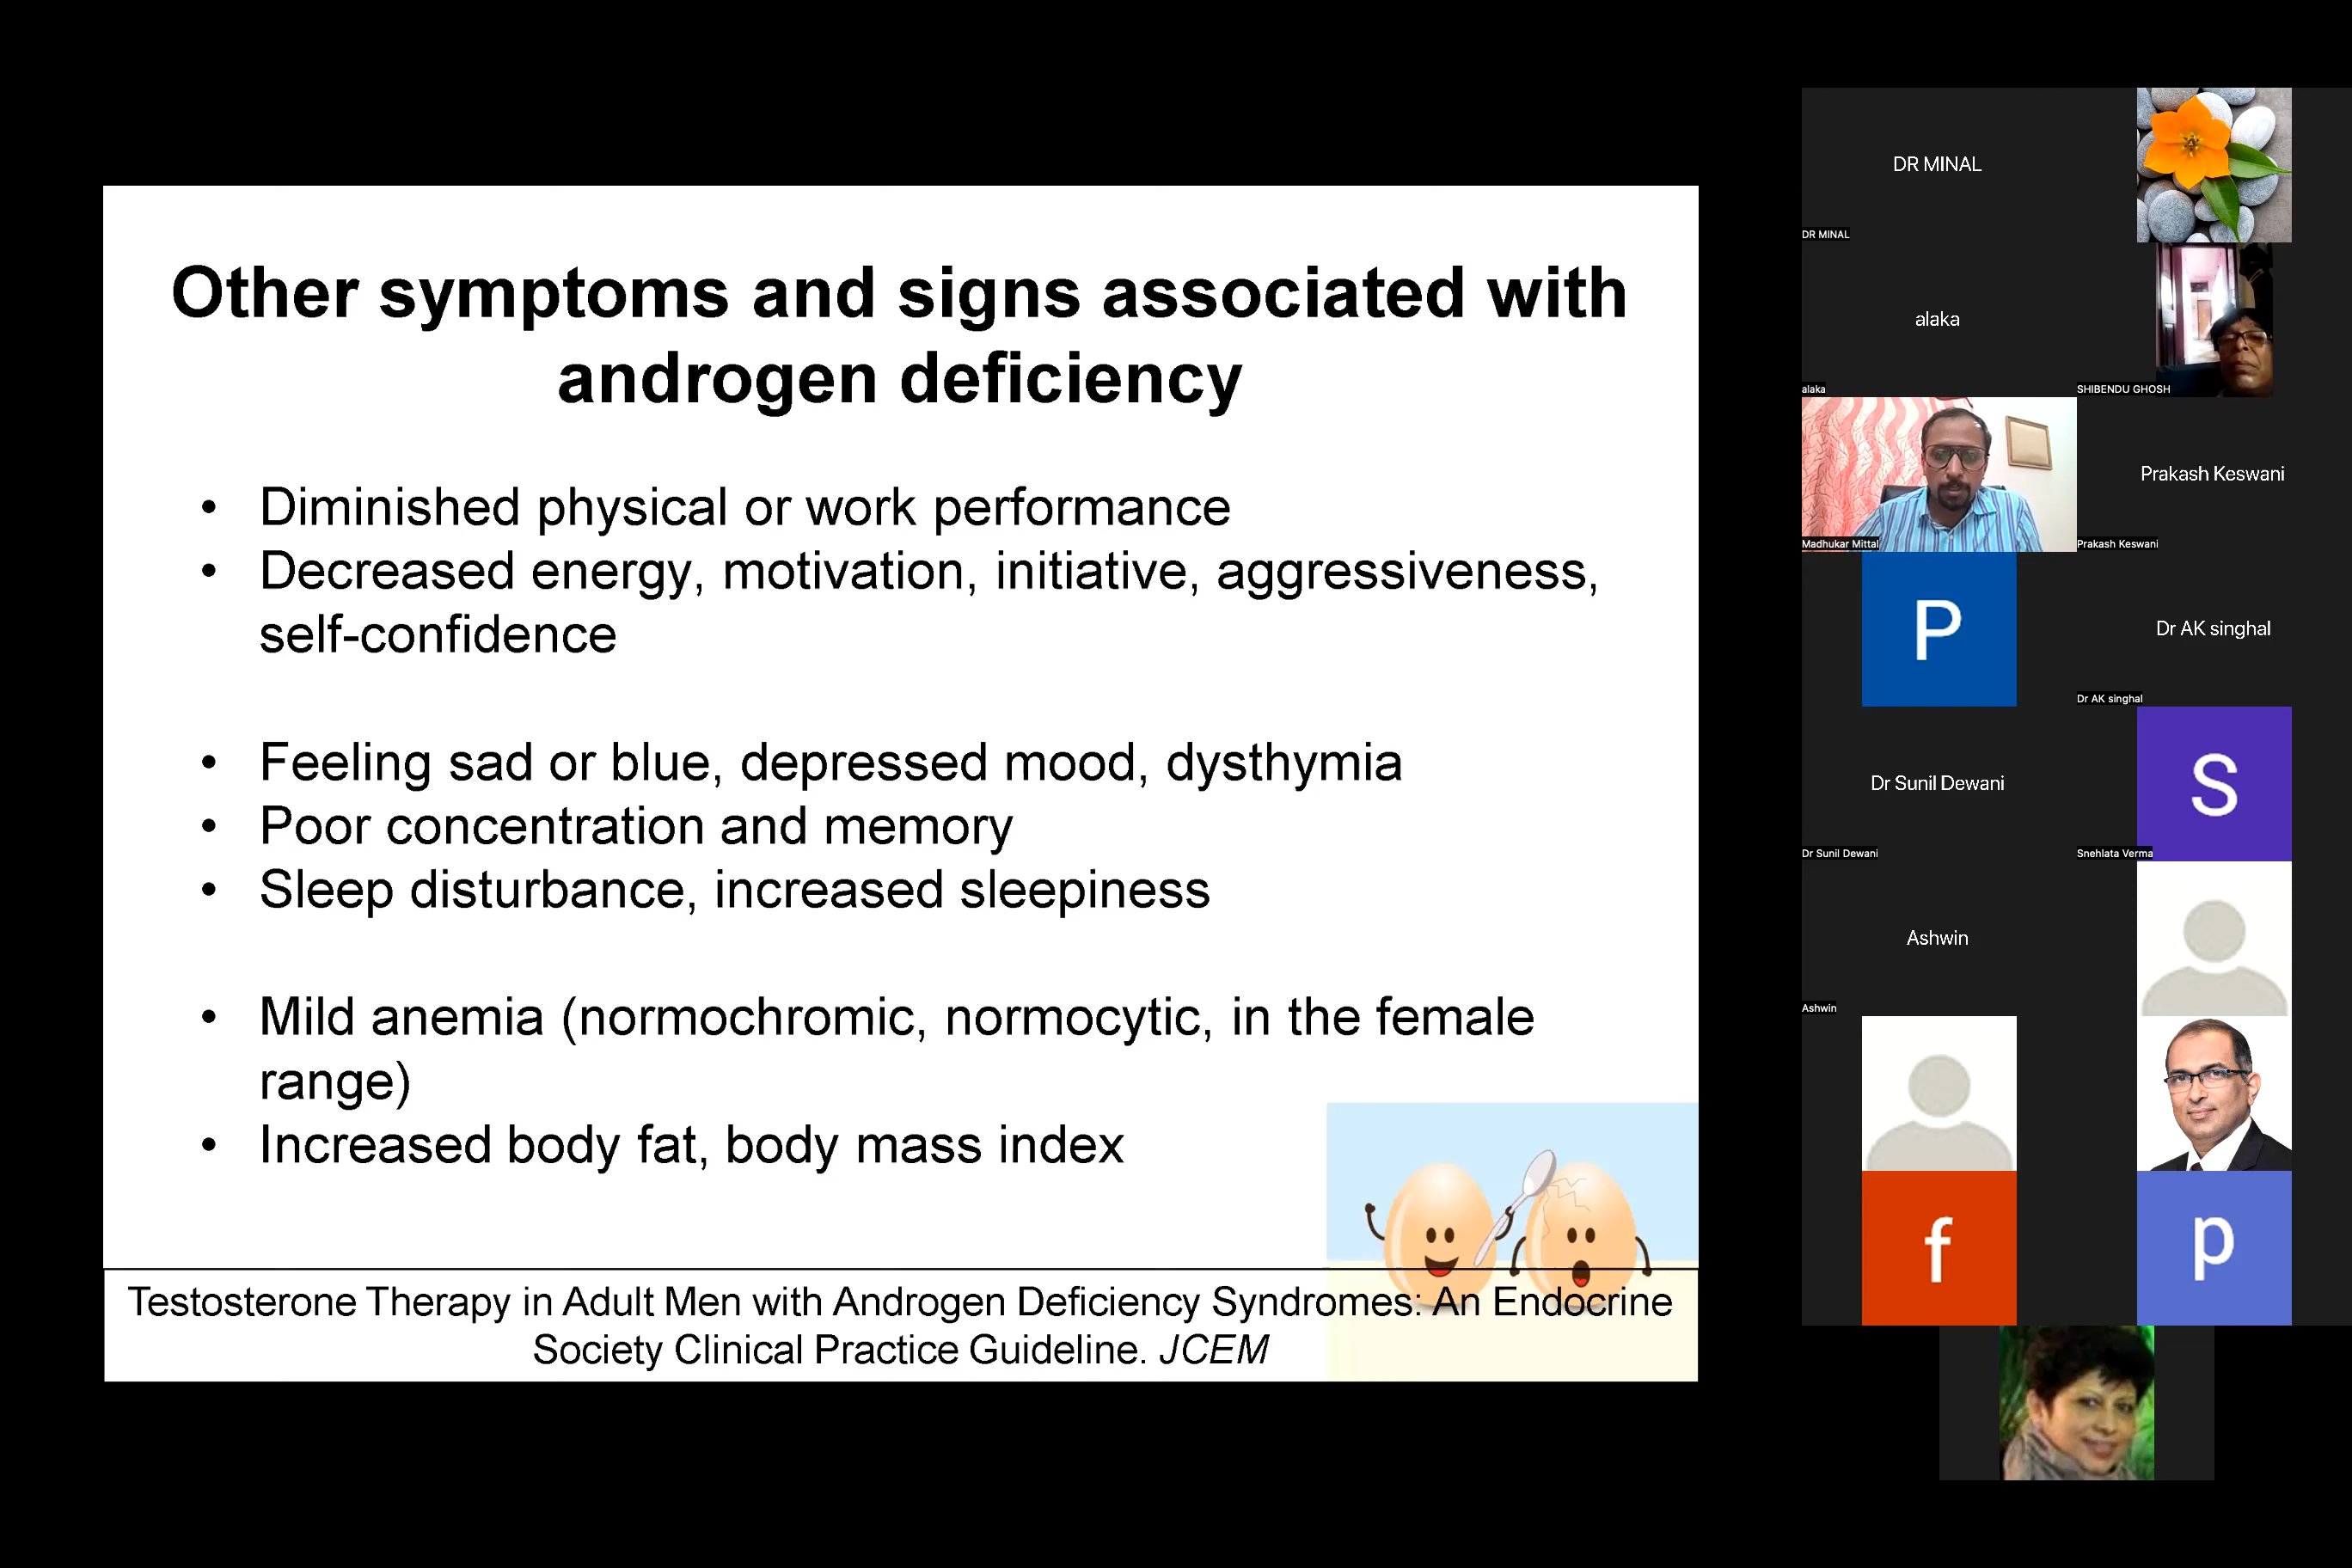 Other symptoms and signs associated with
androgen deficiency
• Diminished physical or work performance
• Decreased energy, motivation, initiative, aggressiveness,
self-confidence
• Feeling sad or blue, depressed mood, dysthymia
• Poor concentration and memory
• Sleep disturbance, increased sleepiness
• Mild anemia (normochromic, normocytic, in the female
range)
• Increased body fat, body mass index
Testosterone Therapy in Adult Men with Androgen Deficiency Syndromes: An Endocrine
Society Clinical Practice Guideline. JCEM
DR MINAL
DR MINAL
alaka
alaka
SHIBENDU GHOSH
Madhukar Mittal
Prakash Keswani
Prakash Keswani
P
Dr AK singhal
Dr AK singhal
Dr Sunil Dewani
Dr Sunil Dewani
S
Snehlata Verma
Ashwin
Ashwin
f
p